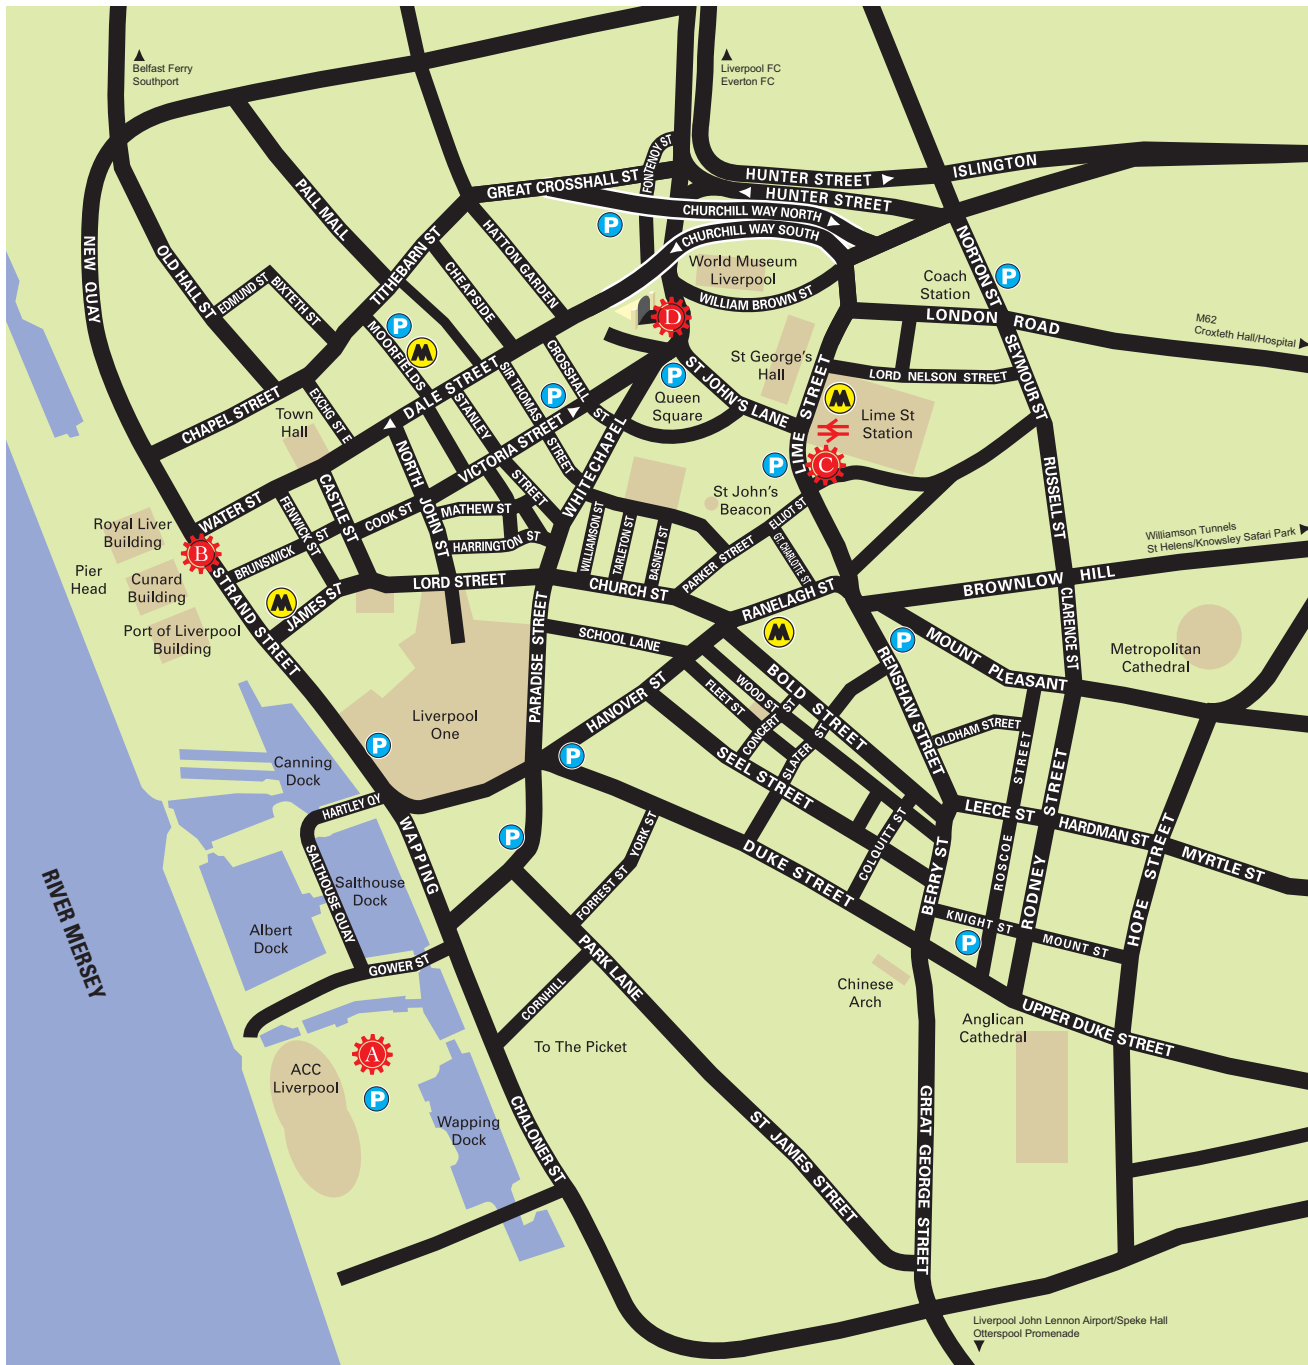 Belfast Ferry
Southport
Liverpool FC
Everton FC
FONTENOY ST
GREAT CROSSHALL ST
HUNTER STREET
ISLINGTON
HUNTER STREET
CHURCHILL WAY NORTH
CHURCHILL WAY SOUTH
PALL MALL
NEW QUAY
OLD HALL ST
EDMUND ST
BIXTETH ST
TITHEBARN ST
HATTON GARDEN
CHEAPSIDE
P
World Museum
Liverpool
WILLIAM BROWN ST
NORTON ST
Coach
Station
P
LONDON ROAD
M62
Croxteth Hall/Hospital
MOORFIELDS
P
M
D
St George's
Hall
LORD NELSON STREET
SEYMOUR ST
CHAPEL STREET
EXCHG ST E
Town
Hall
DALE STREET
SIR THOMAS STREET
CROSSHALL ST
P
P
Queen
Square
ST JOHN'S LANE
LIME STREET
M
Lime St
Station
C
P
STANLEY STREET
VICTORIA STREET
WHITECHAPEL
NORTH JOHN ST
WATER ST
CASTLE ST
FENWICK ST
COOK ST
BRUNSWICK ST
MATHEW ST
HARRINGTON ST
WILLIAMSON ST
TARLETON ST
BASNETT ST
St John's
Beacon
ELLIOT ST
PARKER STREET
GT. CHARLOTTE ST
RUSSELL ST
Williamson Tunnels
St Helens/Knowsley Safari Park
BROWNLOW HILL
CLARENCE ST
Royal Liver
Building
Pier
Head
Cunard
Building
Port of Liverpool
Building
B
M
JAMES ST
STRAND STREET
LORD STREET
CHURCH ST
RANELAGH ST
M
SCHOOL LANE
PARADISE STREET
HANOVER ST
FLEET ST
WOOD ST
CONCERT ST
BOLD STREET
SLATER ST
SEEL STREET
RENSHAW STREET
P
MOUNT PLEASANT
Metropolitan
Cathedral
OLDHAM STREET
ROSCOE STREET
RODNEY STREET
Liverpool
One
P
P
P
Canning
Dock
HARTLEY QY
WAPPING
SALTHOUSE QUAY
Salthouse
Dock
Albert
Dock
GOWER ST
YORK ST
FORREST ST
DUKE STREET
COLQUITT ST
BERRY ST
LEECE ST
HARDMAN ST
MYRTLE ST
HOPE STREET
KNIGHT ST
MOUNT ST
P
RIVER MERSEY
PARK LANE
CORNHILL
To The Picket
Chinese
Arch
Anglican
Cathedral
UPPER DUKE STREET
A
ACC
Liverpool
P
Wapping
Dock
CHALONER ST
ST JAMES STREET
GREAT GEORGE STREET
Liverpool John Lennon Airport/Speke Hall
Otterspool Promenade